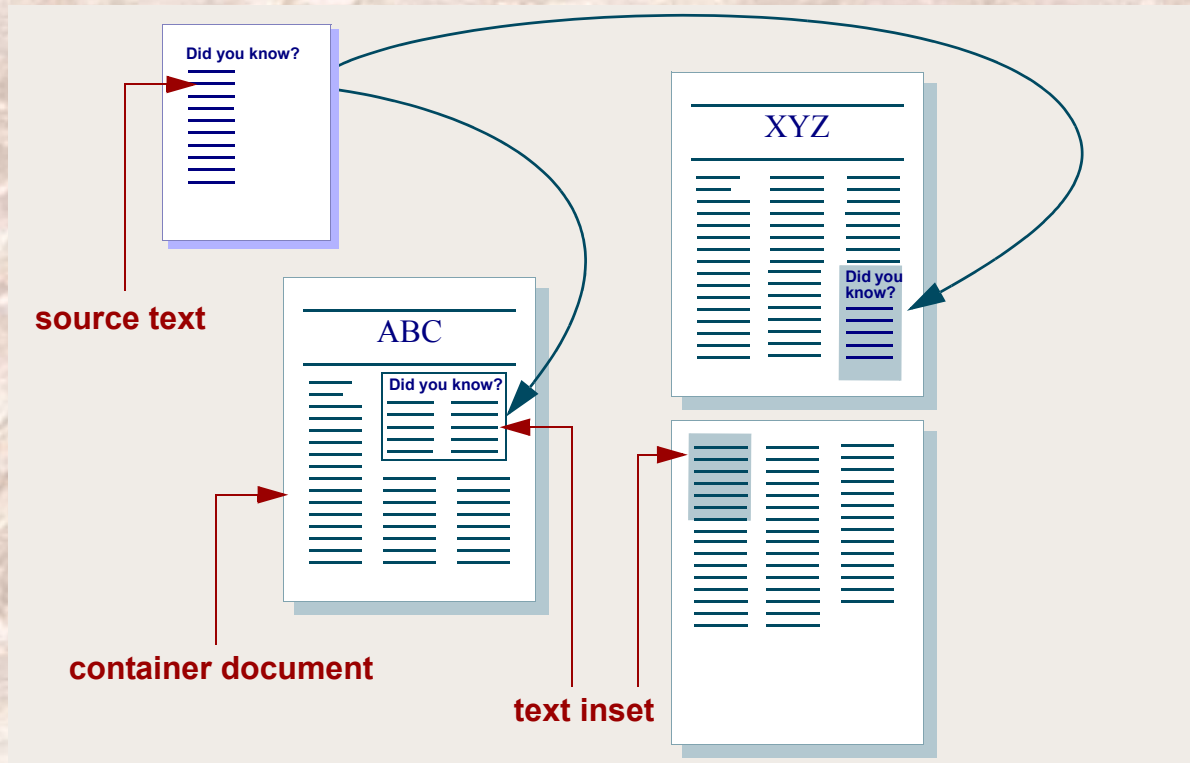 Did you know?
source text
XYZ
Did you
know?
ABC
Did you know?
container document
text inset